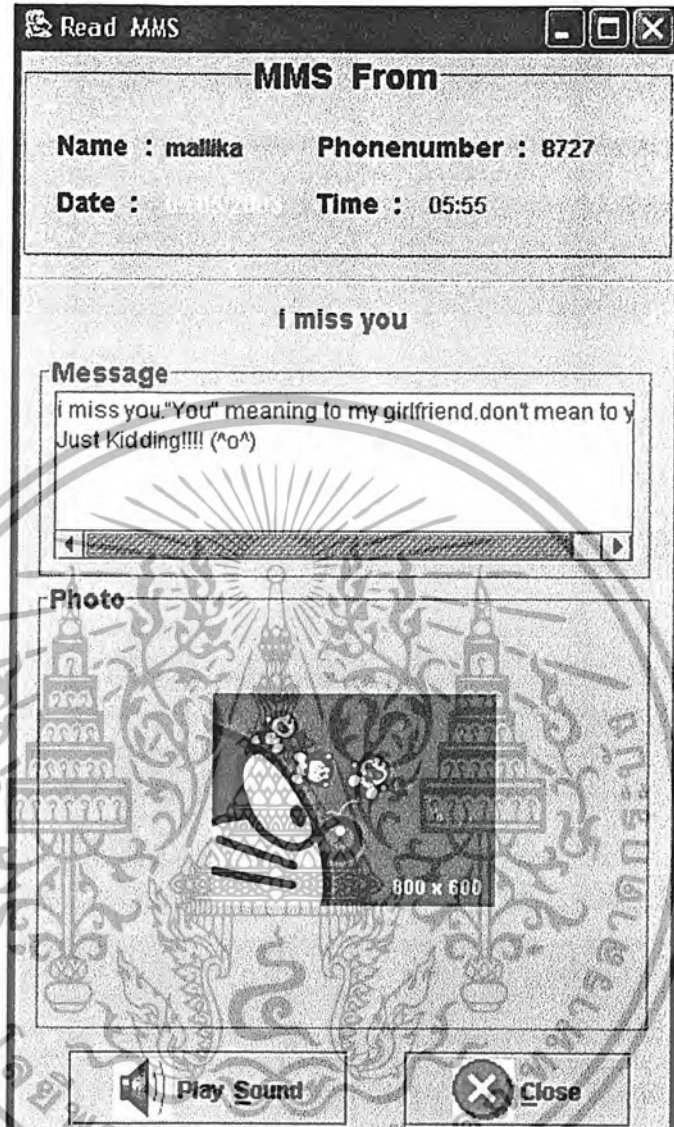 Read MMS
MMS From
Name : mallika Phonenumber : 8727
Date : Time : 05:55
i miss you
Message
i miss you."You" meaning to my girlfriend.don't mean to y
Just Kidding!!!! (^o^)
Photo
800 x 600
Play Sound Close